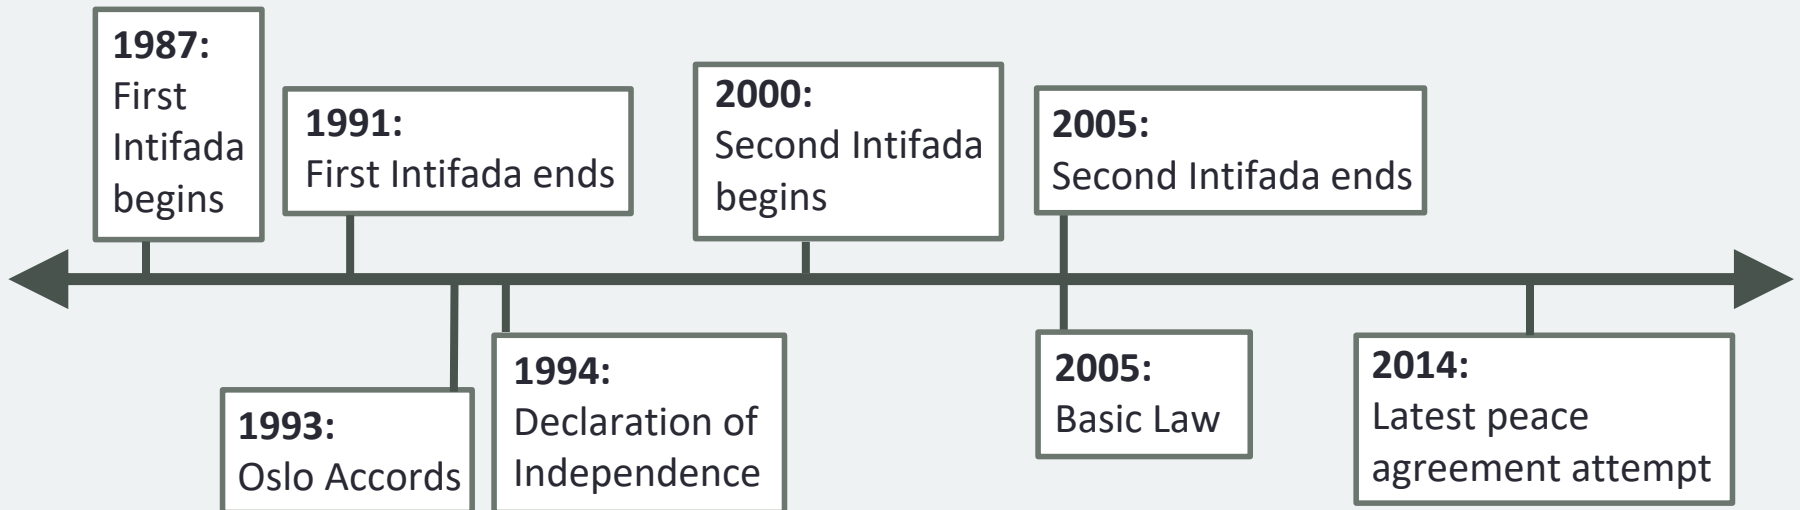 1987:
First
Intifada
begins
1991:
First Intifada ends
2000:
Second Intifada
begins
2005:
Second Intifada ends
1993:
Oslo Accords
1994:
Declaration of
Independence
2005:
Basic Law
2014:
Latest peace
agreement attempt